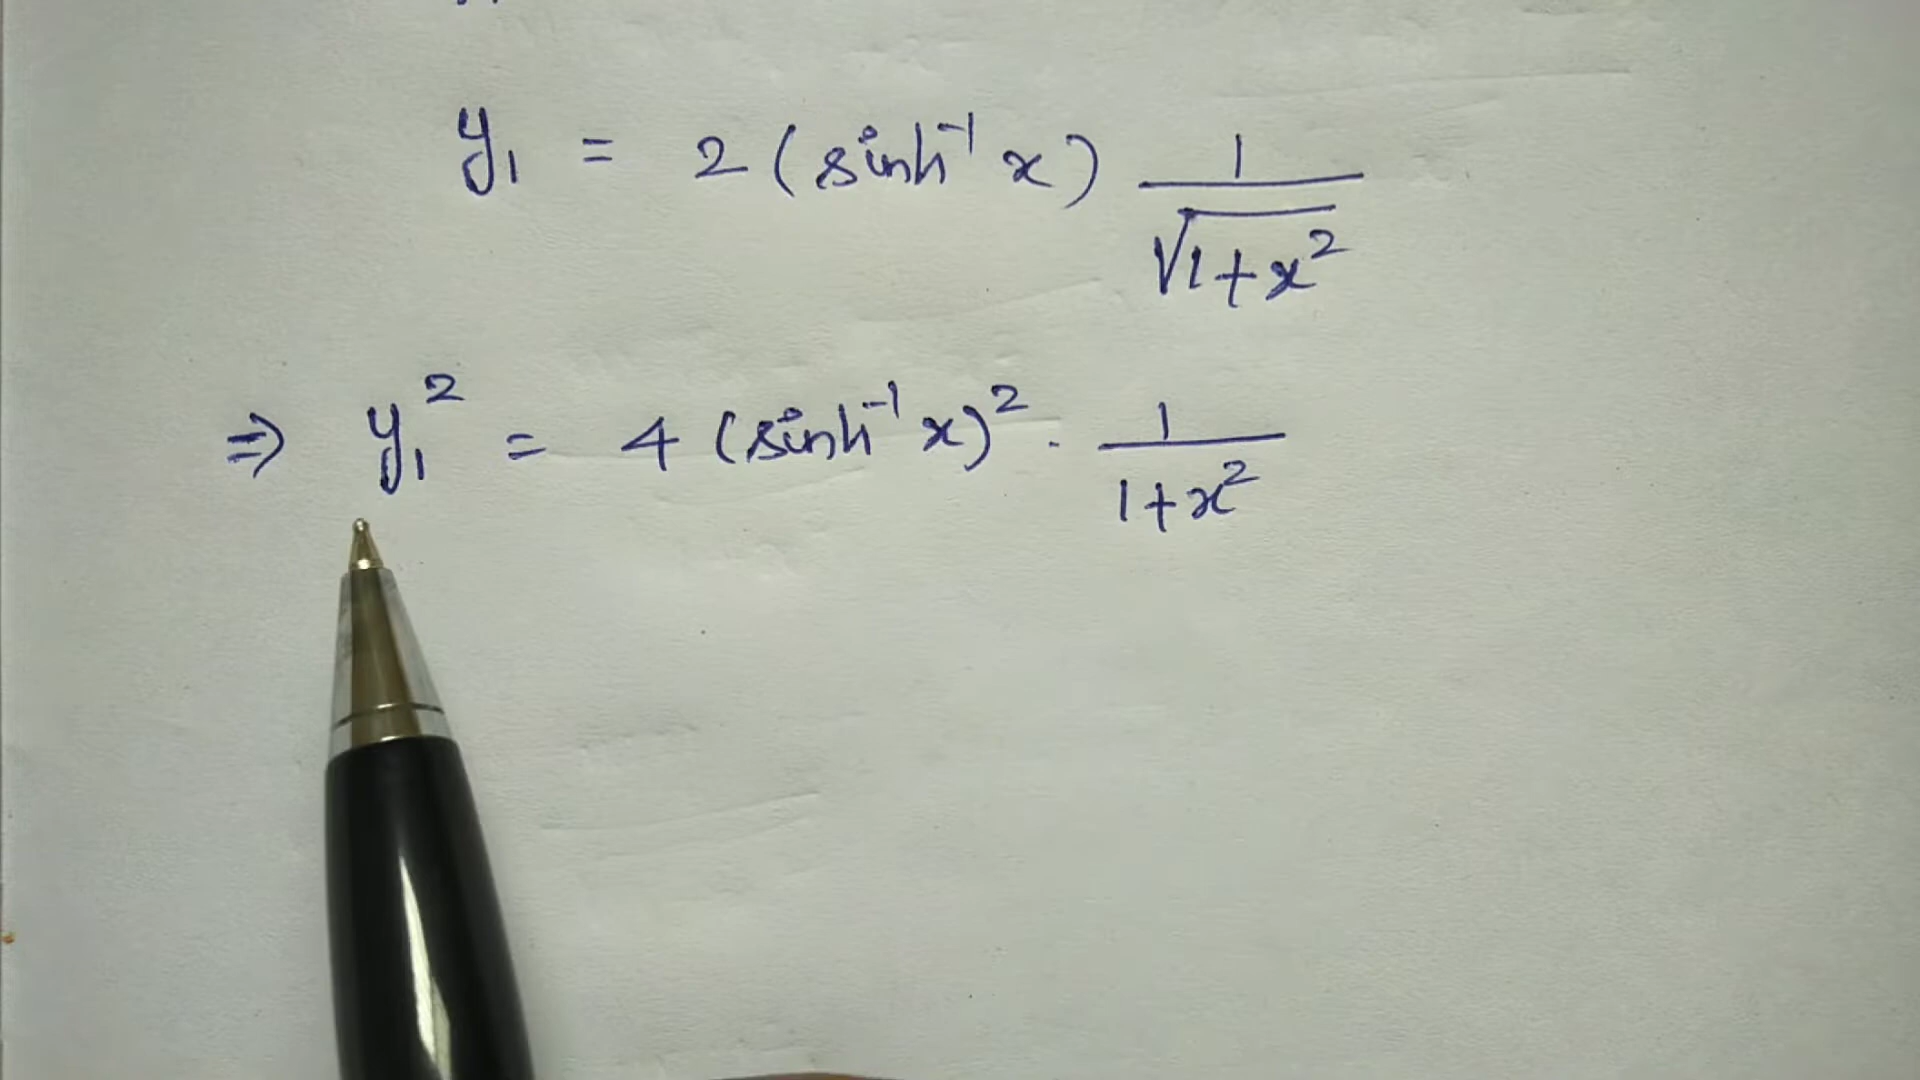 y₁ = 2 (sinh⁻¹ x) 1/√(1+x²)
⇒ y₁² = 4 (sinh⁻¹ x)² · 1/(1+x²)